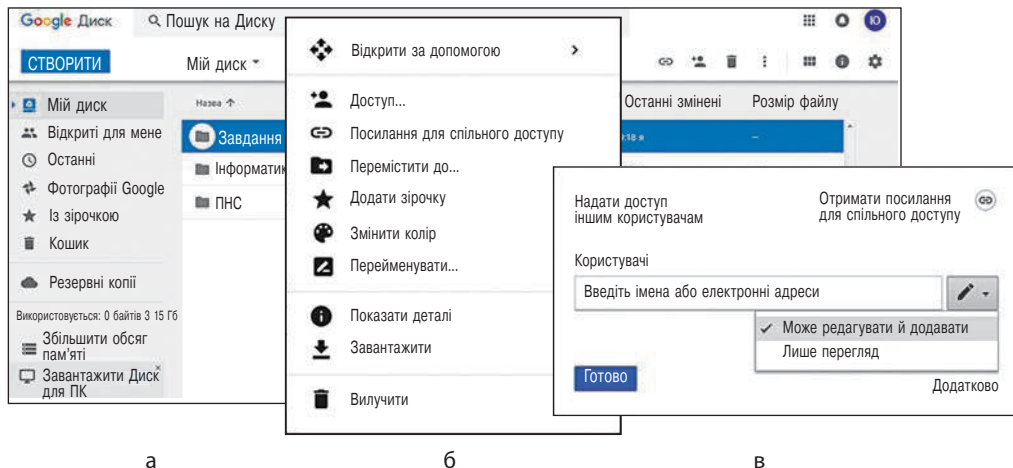 Google Диск
Пошук на Диску
Ю
СТВОРИТИ
Мій диск
Мій диск
Відкриті для мене
Останні
Фотографії Google
Із зірочкою
Кошик
Резервні копії
Використовується: 0 байтів З 15 Гб
Збільшити обсяг
пам'яті
Завантажити Диск
для ПК
Назва
Останні змінені
Розмір файлу
Завдання
Інформатик
ПНС
Відкрити за допомогою
Доступ...
Посилання для спільного доступу
Перемістити до...
Додати зірочку
Змінити колір
Перейменувати...
Показати деталі
Завантажити
Вилучити
Надати доступ
іншим користувачам
Отримати посилання
для спільного доступу
Користувачі
Введіть імена або електронні адреси
Може редагувати й додавати
Лише перегляд
Готово
Додатково
а
б
в